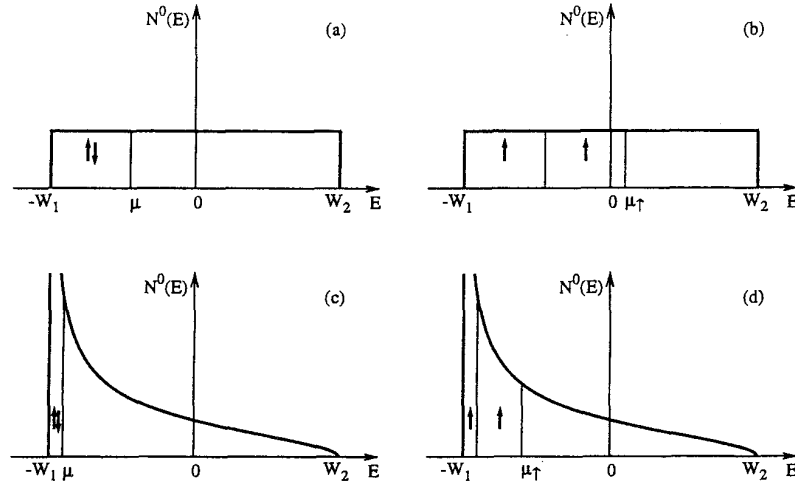 N⁰(E) (a) N⁰(E) (b)
↑↓ ↑ ↑
-W₁ μ 0 W₂ E -W₁ 0 μ↑ W₂ E
N⁰(E) (c) N⁰(E) (d)
↑↓ ↑ ↑
-W₁ μ 0 W₂ E -W₁ μ↑ 0 W₂ E